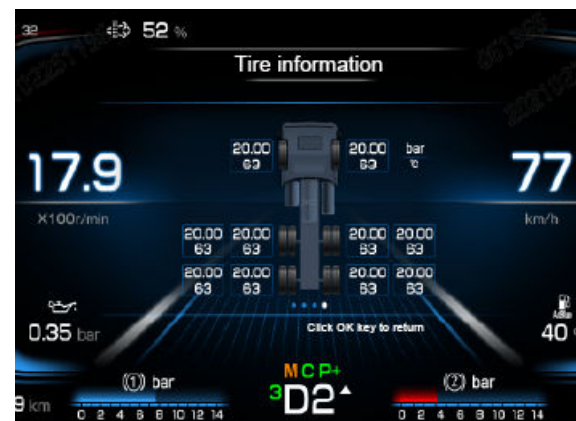 32
52 %
Tire information
17.9
X100r/min
77
km/h
20.00 20.00 bar
63 63 ℃
20.00 20.00 20.00 20.00
63 63 63 63
20.00 20.00 20.00 20.00
63 63 63 63
Click OK key to return
0.35 bar
AdBlue
40
M C P+
3D2
9 km
(1) bar
0 2 4 6 8 10 12 14
(2) bar
0 2 4 6 8 10 12 14